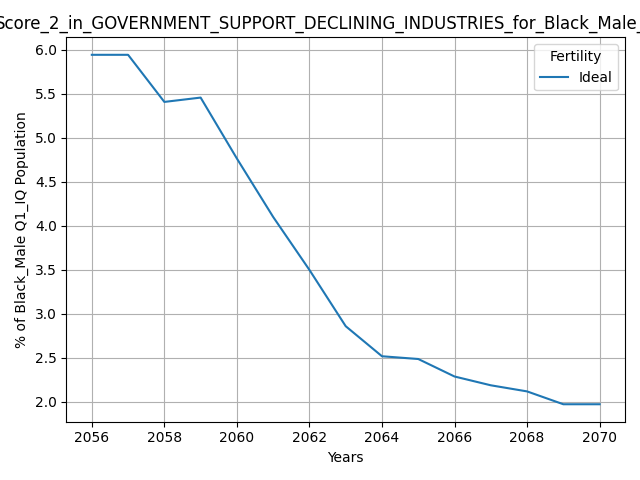 Score_2_in_GOVERNMENT_SUPPORT_DECLINING_INDUSTRIES_for_Black_Male_
Fertility
Ideal
% of Black_Male Q1_IQ Population
6.0
5.5
5.0
4.5
4.0
3.5
3.0
2.5
2.0
2056 2058 2060 2062 2064 2066 2068 2070
Years